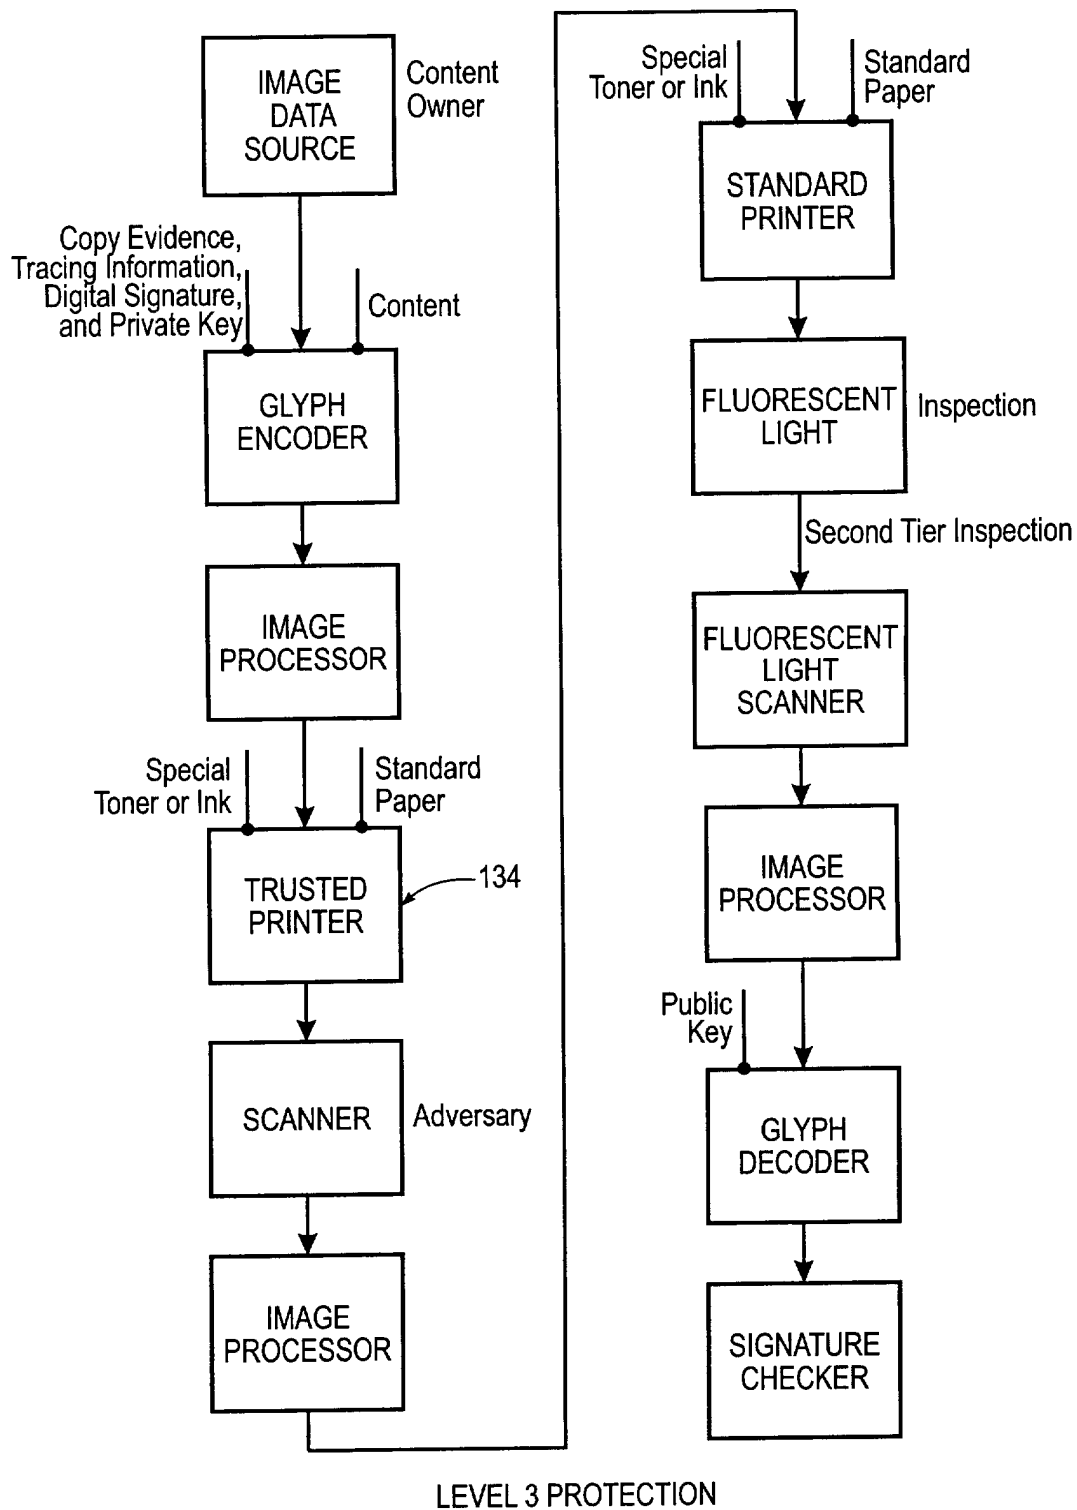 IMAGE
DATA
SOURCE
Content
Owner
Copy Evidence,
Tracing Information,
Digital Signature,
and Private Key
Content
GLYPH
ENCODER
IMAGE
PROCESSOR
Special
Toner or Ink
Standard
Paper
TRUSTED
PRINTER
134
SCANNER
Adversary
IMAGE
PROCESSOR
Special
Toner or Ink
Standard
Paper
STANDARD
PRINTER
FLUORESCENT
LIGHT
Inspection
Second Tier Inspection
FLUORESCENT
LIGHT
SCANNER
IMAGE
PROCESSOR
Public
Key
GLYPH
DECODER
SIGNATURE
CHECKER
LEVEL 3 PROTECTION